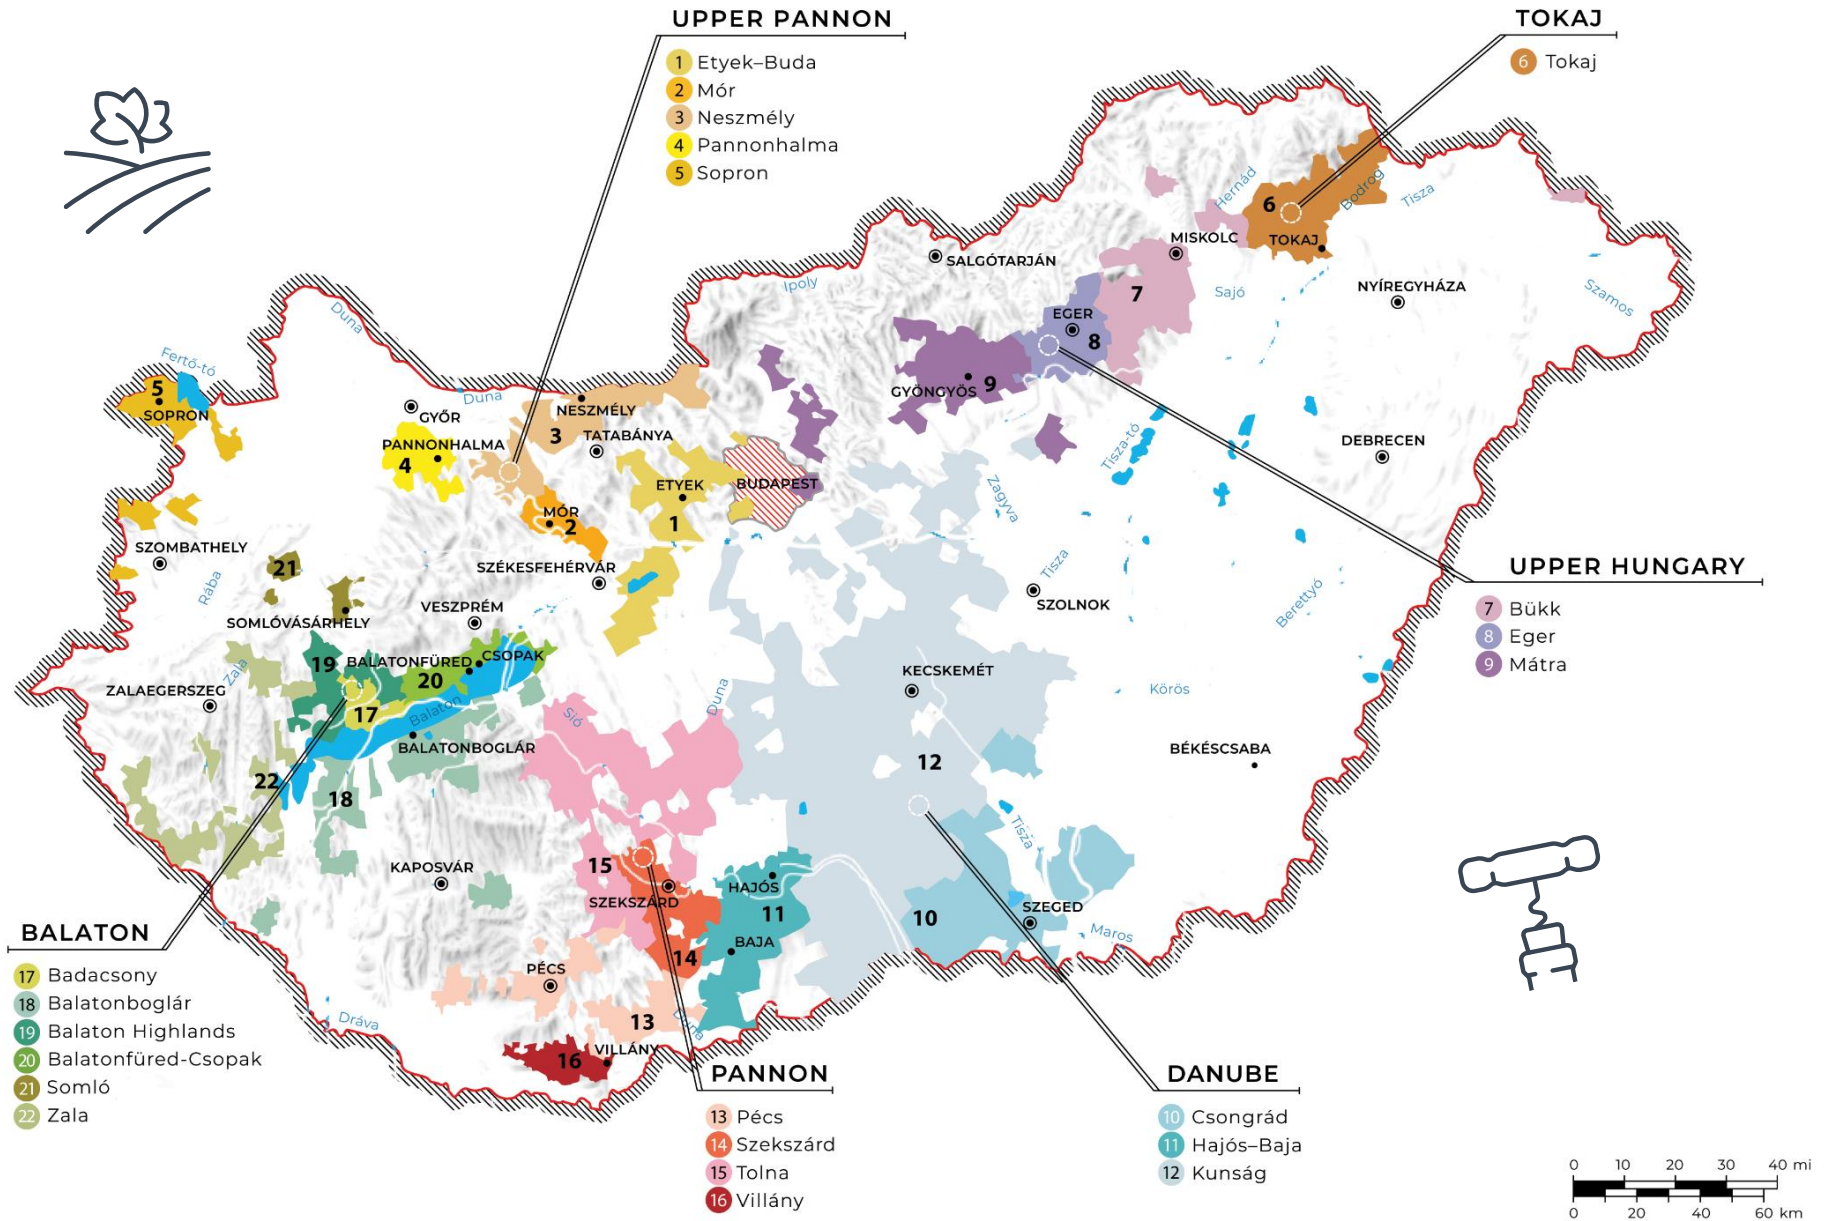 UPPER PANNON
1 Etyek–Buda
2 Mór
3 Neszmély
4 Pannonhalma
5 Sopron
TOKAJ
6 Tokaj
Hernád
Bodrog
Tisza
6
TOKAJ
MISKOLC
SALGÓTARJÁN
Ipoly
Sajó
NYÍREGYHÁZA
Szamos
7
EGER
8
Duna
Fertő-tó
5
SOPRON
GYŐR
Duna
NESZMÉLY
3
TATABÁNYA
PANNONHALMA
4
GYÖNGYÖS
9
Tisza-tó
DEBRECEN
ETYEK
BUDAPEST
1
MÓR
2
Zagyva
SZOMBATHELY
21
Rába
SZÉKESFEHÉRVÁR
Tisza
SZOLNOK
Berettyó
UPPER HUNGARY
7 Bükk
8 Eger
9 Mátra
SOMLÓVÁSÁRHELY
VESZPRÉM
19
BALATONFÜRED
CSOPAK
20
Zala
ZALAEGERSZEG
17
Balaton
BALATONBOGLÁR
Sió
Duna
KECSKEMÉT
Körös
BÉKÉSCSABA
12
22
18
Tisza
KAPOSVÁR
15
SZEKSZÁRD
HAJÓS
11
BAJA
10
SZEGED
Maros
14
PÉCS
13
Duna
Dráva
16
VILLÁNY
BALATON
17 Badacsony
18 Balatonboglár
19 Balaton Highlands
20 Balatonfüred-Csopak
21 Somló
22 Zala
PANNON
13 Pécs
14 Szekszárd
15 Tolna
16 Villány
DANUBE
10 Csongrád
11 Hajós–Baja
12 Kunság
0 10 20 30 40 mi
0 20 40 60 km